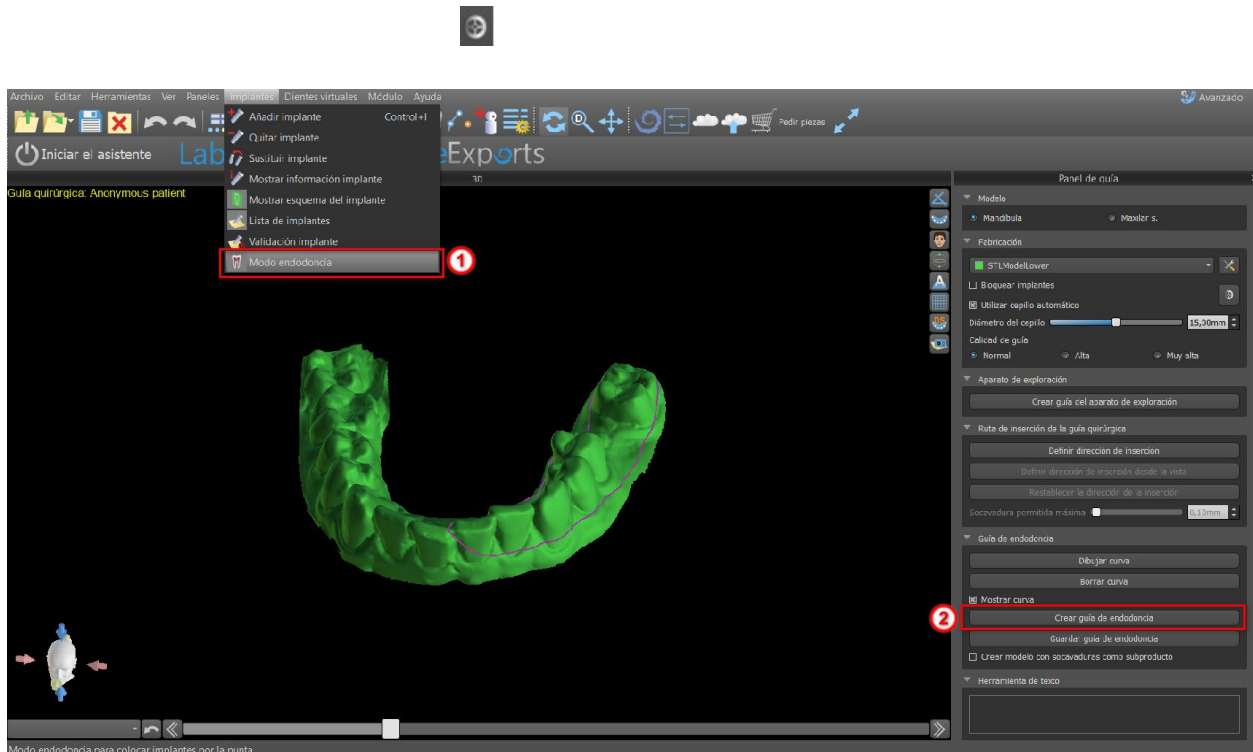 Archivo Editar Herramientas Ver Paneles Implantes Dientes virtuales Módulo Ayuda
Avanzado
Añadir implante Control+I
Quitar implante
Sustituir implante
Mostrar información implante
Mostrar esquema del implante
Lista de implantes
Validación implante
Modo endodoncia
1
Pedir piezas
Iniciar el asistente
Lab
eExports
3D
Guía quirúrgica: Anonymous patient
Panel de guía
Modelo
Mandíbula Maxilar s.
Fabricación
STLModelLower
Bloquear implantes
Utilizar cepillo automático
Diámetro del cepillo 15,00mm
Calidad de guía
Normal Alta Muy alta
Aparato de exploración
Crear guía del aparato de exploración
Ruta de inserción de la guía quirúrgica
Definir dirección de inserción
Definir dirección de inserción desde la vista
Restablecer la dirección de la inserción
Socavadura permitida máxima 0,10mm
Guía de endodoncia
Dibujar curva
Borrar curva
Mostrar curva
2
Crear guía de endodoncia
Guardar guía de endodoncia
Crear modelo con socavaduras como subproducto
Herramienta de texto
Modo endodoncia para colocar implantes por la punta